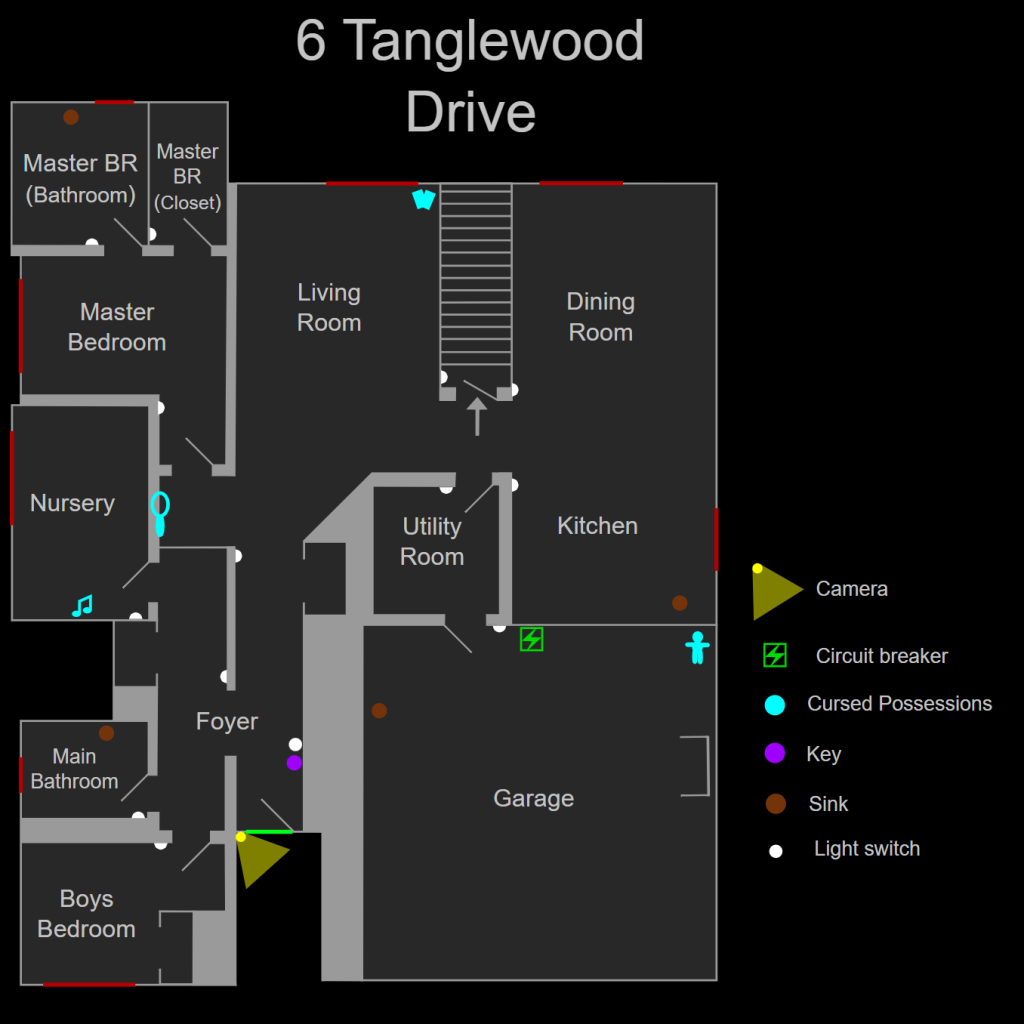 6 Tanglewood
Drive
Master BR
(Bathroom)
Master
BR
(Closet)
Master
Bedroom
Living
Room
Dining
Room
Nursery
Utility
Room
Kitchen
Foyer
Main
Bathroom
Garage
Boys
Bedroom
Camera
Circuit breaker
Cursed Possessions
Key
Sink
Light switch